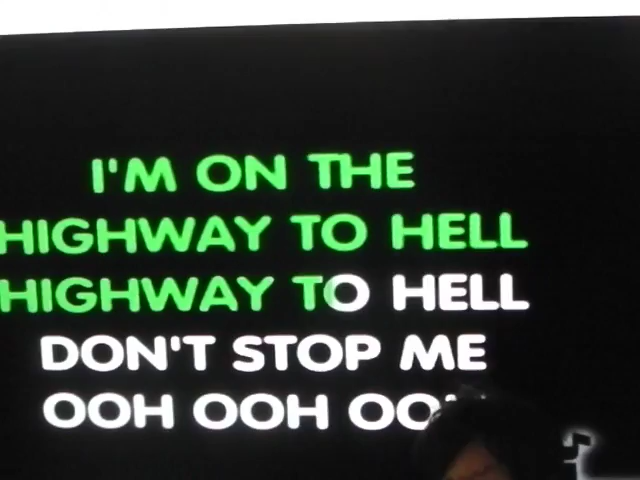 I'M ON THE
HIGHWAY TO HELL
HIGHWAY TO HELL
DON'T STOP ME
OOH OOH